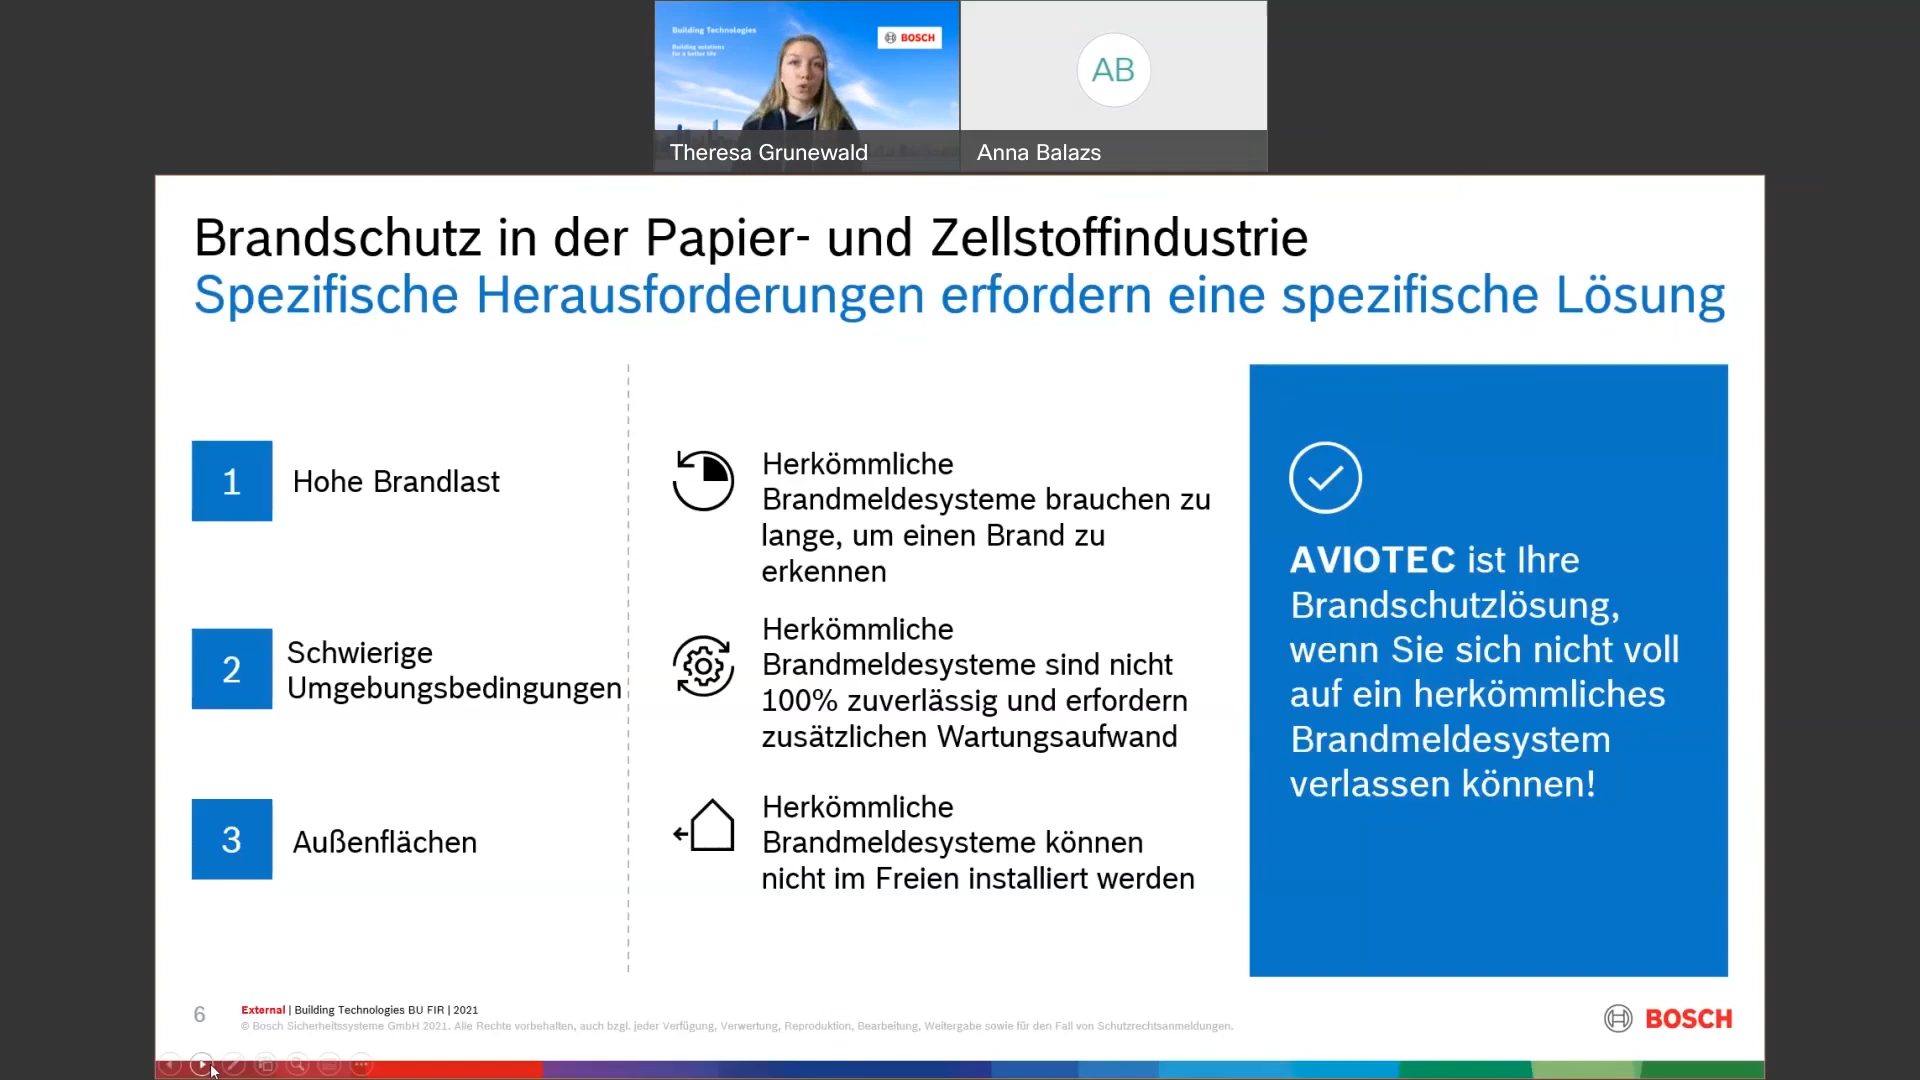 Building Technologies
Building solutions
for a better life
BOSCH
AB
Theresa Grunewald
Anna Balazs
Brandschutz in der Papier- und Zellstoffindustrie
Spezifische Herausforderungen erfordern eine spezifische Lösung
1
Hohe Brandlast
Herkömmliche
Brandmeldesysteme brauchen zu
lange, um einen Brand zu
erkennen
2
Schwierige
Umgebungsbedingungen
Herkömmliche
Brandmeldesysteme sind nicht
100% zuverlässig und erfordern
zusätzlichen Wartungsaufwand
3
Außenflächen
Herkömmliche
Brandmeldesysteme können
nicht im Freien installiert werden
AVIOTEC ist Ihre
Brandschutzlösung,
wenn Sie sich nicht voll
auf ein herkömmliches
Brandmeldesystem
verlassen können!
6
External | Building Technologies BU FIR | 2021
© Bosch Sicherheitssysteme GmbH 2021. Alle Rechte vorbehalten, auch bzgl. jeder Verfügung, Verwertung, Reproduktion, Bearbeitung, Weitergabe sowie für den Fall von Schutzrechtsanmeldungen.
BOSCH